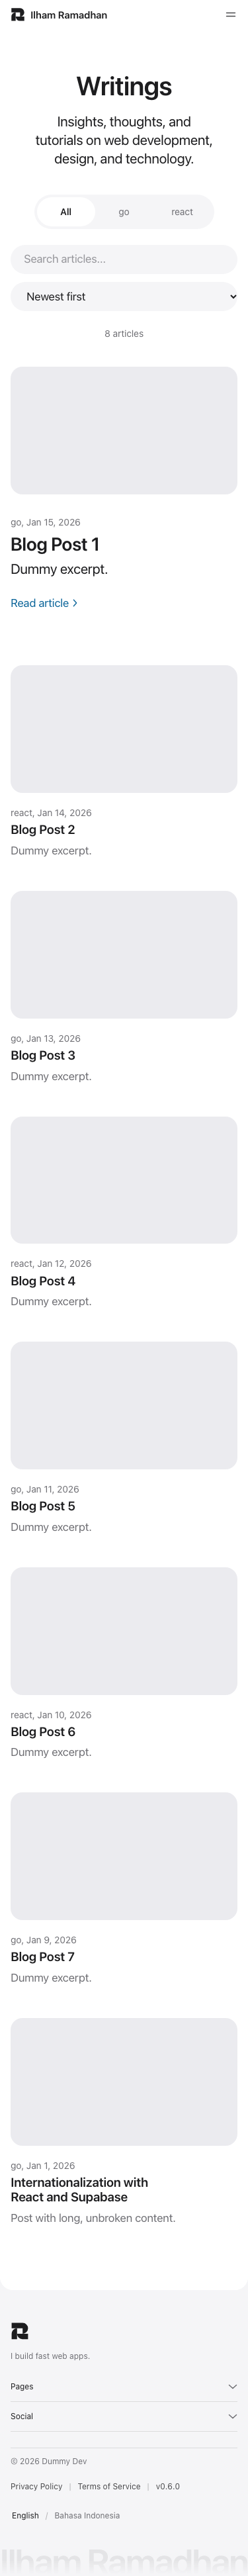 Ilham Ramadhan
Writings
Insights, thoughts, and
tutorials on web development,
design, and technology.
All
go
react
Search articles...
Newest first
8 articles
go, Jan 15, 2026
Blog Post 1
Dummy excerpt.
Read article
react, Jan 14, 2026
Blog Post 2
Dummy excerpt.
go, Jan 13, 2026
Blog Post 3
Dummy excerpt.
react, Jan 12, 2026
Blog Post 4
Dummy excerpt.
go, Jan 11, 2026
Blog Post 5
Dummy excerpt.
react, Jan 10, 2026
Blog Post 6
Dummy excerpt.
go, Jan 9, 2026
Blog Post 7
Dummy excerpt.
go, Jan 1, 2026
Internationalization with
React and Supabase
Post with long, unbroken content.
I build fast web apps.
Pages
Social
© 2026 Dummy Dev
Privacy Policy | Terms of Service | v0.6.0
English / Bahasa Indonesia
Ilham Ramadhan